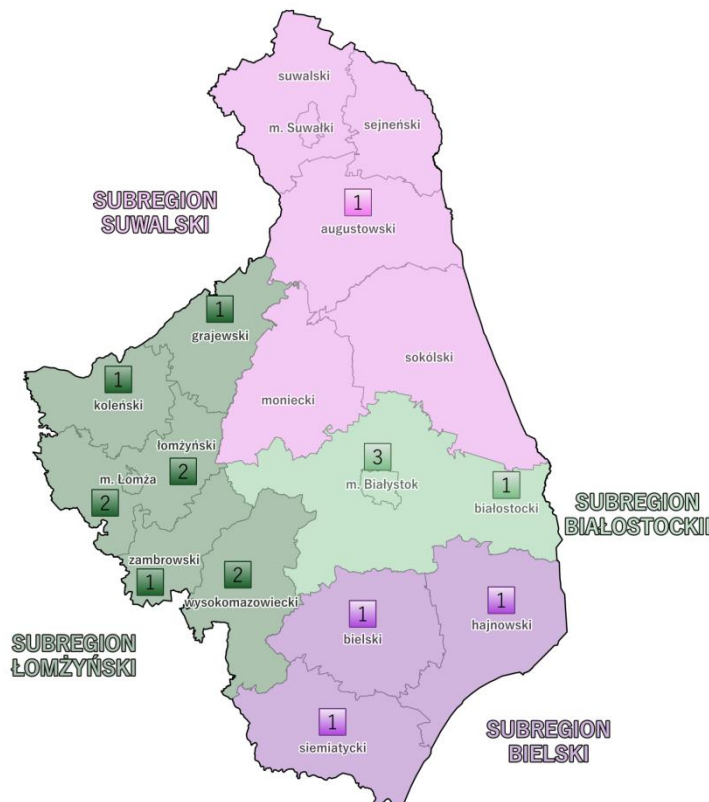 suwalski
m. Suwałki
sejneński
SUBREGION
SUWALSKI
1
augustowski
1
grajewski
sokólski
1
koleński
moniecki
łomżyński
2
m. Łomża
2
3
m. Białystok
1
białostocki
SUBREGION
BIAŁOSTOCKI
zambrowski
1
2
wysokomazowiecki
1
bielski
1
hajnowski
SUBREGION
ŁOMŻYŃSKI
1
siemiatycki
SUBREGION
BIELSKI